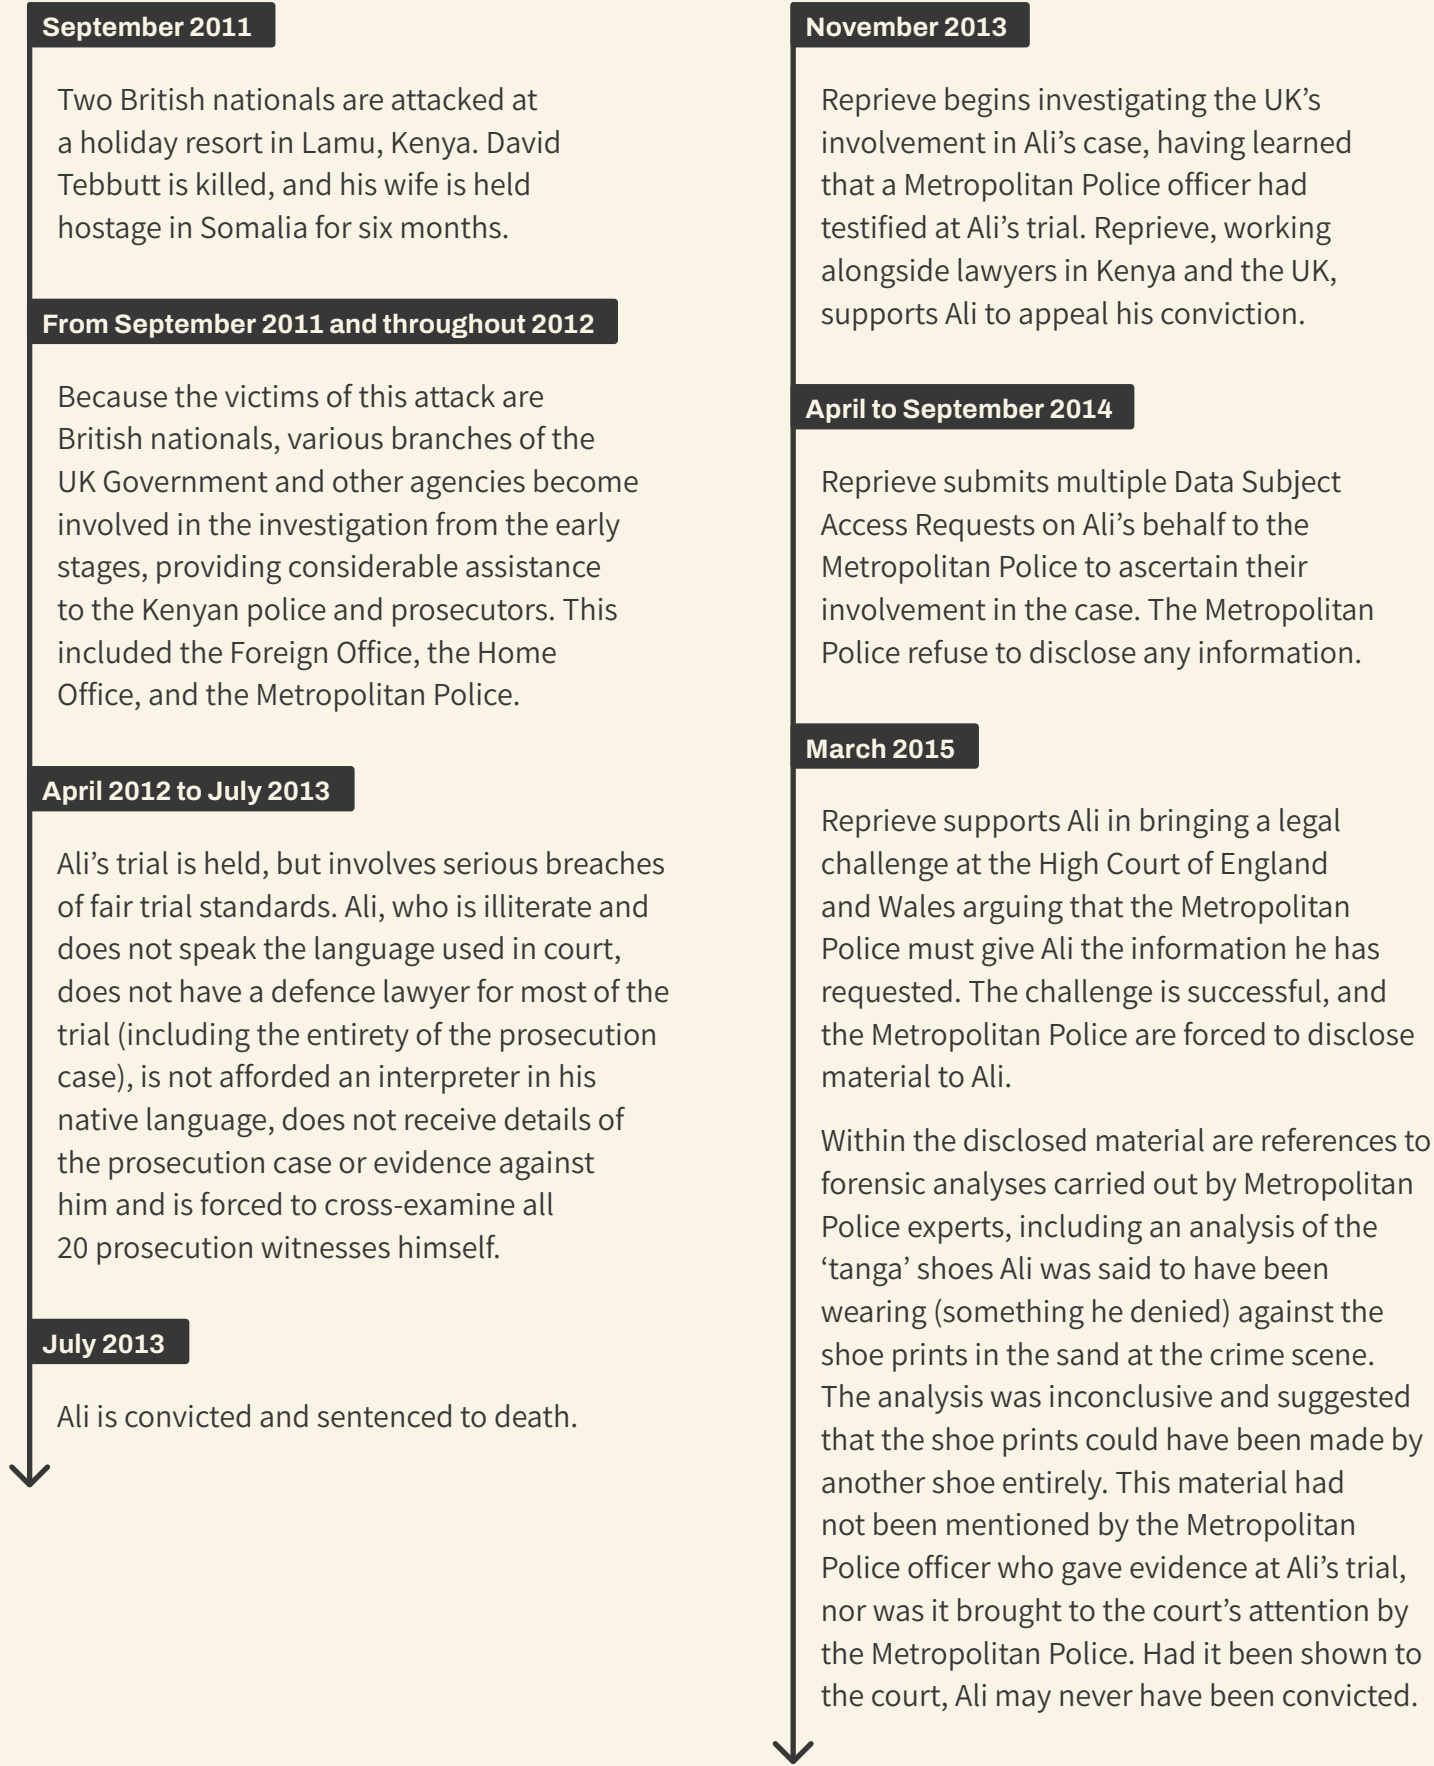 September 2011
Two British nationals are attacked at
a holiday resort in Lamu, Kenya. David
Tebbutt is killed, and his wife is held
hostage in Somalia for six months.
From September 2011 and throughout 2012
Because the victims of this attack are
British nationals, various branches of the
UK Government and other agencies become
involved in the investigation from the early
stages, providing considerable assistance
to the Kenyan police and prosecutors. This
included the Foreign Office, the Home
Office, and the Metropolitan Police.
April 2012 to July 2013
Ali’s trial is held, but involves serious breaches
of fair trial standards. Ali, who is illiterate and
does not speak the language used in court,
does not have a defence lawyer for most of the
trial (including the entirety of the prosecution
case), is not afforded an interpreter in his
native language, does not receive details of
the prosecution case or evidence against
him and is forced to cross-examine all
20 prosecution witnesses himself.
July 2013
Ali is convicted and sentenced to death.
November 2013
Reprieve begins investigating the UK’s
involvement in Ali’s case, having learned
that a Metropolitan Police officer had
testified at Ali’s trial. Reprieve, working
alongside lawyers in Kenya and the UK,
supports Ali to appeal his conviction.
April to September 2014
Reprieve submits multiple Data Subject
Access Requests on Ali’s behalf to the
Metropolitan Police to ascertain their
involvement in the case. The Metropolitan
Police refuse to disclose any information.
March 2015
Reprieve supports Ali in bringing a legal
challenge at the High Court of England
and Wales arguing that the Metropolitan
Police must give Ali the information he has
requested. The challenge is successful, and
the Metropolitan Police are forced to disclose
material to Ali.
Within the disclosed material are references to
forensic analyses carried out by Metropolitan
Police experts, including an analysis of the
‘tanga’ shoes Ali was said to have been
wearing (something he denied) against the
shoe prints in the sand at the crime scene.
The analysis was inconclusive and suggested
that the shoe prints could have been made by
another shoe entirely. This material had
not been mentioned by the Metropolitan
Police officer who gave evidence at Ali’s trial,
nor was it brought to the court’s attention by
the Metropolitan Police. Had it been shown to
the court, Ali may never have been convicted.